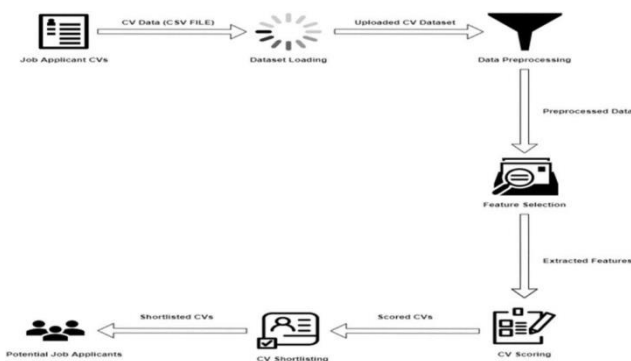 CV Data (CSV FILE)
Uploaded CV Dataset
Job Applicant CVs
Dataset Loading
Data Preprocessing
Preprocessed Data
Feature Selection
Extracted Features
Shortlisted CVs
Scored CVs
Potential Job Applicants
CV Shortlisting
CV Scoring